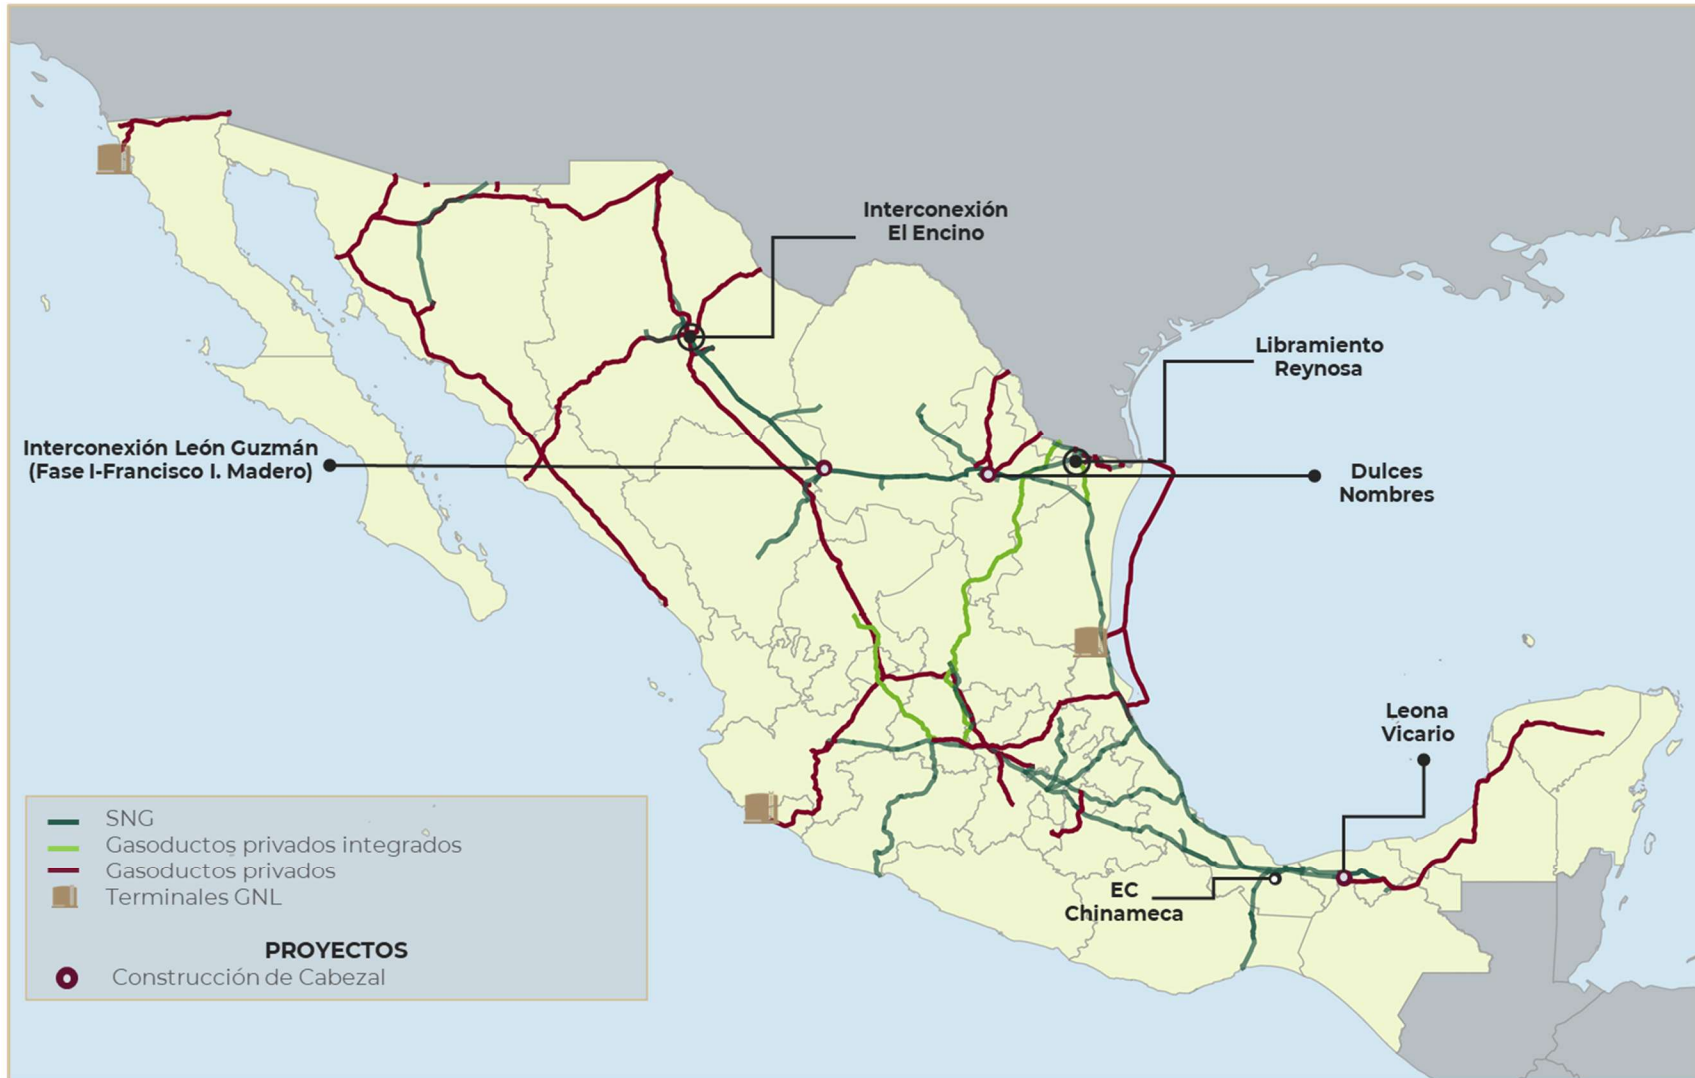 Interconexión
El Encino
Libramiento
Reynosa
Interconexión León Guzmán
(Fase I-Francisco I. Madero)
Dulces
Nombres
Leona
Vicario
EC
Chinameca
SNG
Gasoductos privados integrados
Gasoductos privados
Terminales GNL
PROYECTOS
Construcción de Cabezal